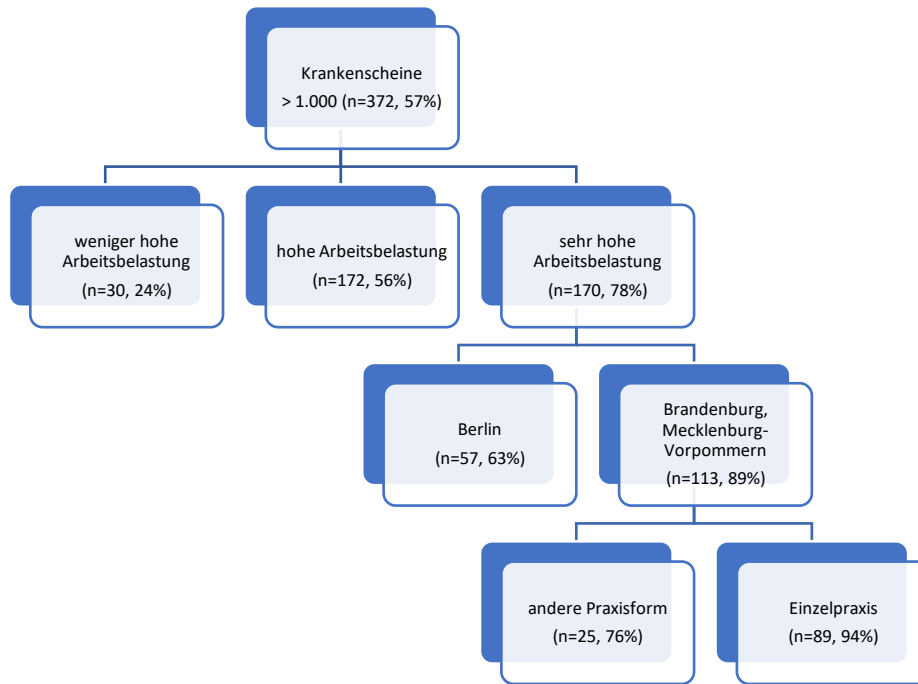 Krankenscheine
> 1.000 (n=372, 57%)
weniger hohe
Arbeitsbelastung
(n=30, 24%)
hohe Arbeitsbelastung
(n=172, 56%)
sehr hohe
Arbeitsbelastung
(n=170, 78%)
Berlin
(n=57, 63%)
Brandenburg,
Mecklenburg-
Vorpommern
(n=113, 89%)
andere Praxisform
(n=25, 76%)
Einzelpraxis
(n=89, 94%)